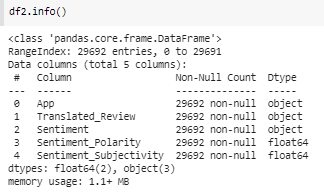 df2.info()
<class 'pandas.core.frame.DataFrame'>
RangeIndex: 29692 entries, 0 to 29691
Data columns (total 5 columns):
 #   Column                  Non-Null Count  Dtype
---  ------                  --------------  -----
 0   App                     29692 non-null  object
 1   Translated_Review       29692 non-null  object
 2   Sentiment               29692 non-null  object
 3   Sentiment_Polarity      29692 non-null  float64
 4   Sentiment_Subjectivity  29692 non-null  float64
dtypes: float64(2), object(3)
memory usage: 1.1+ MB